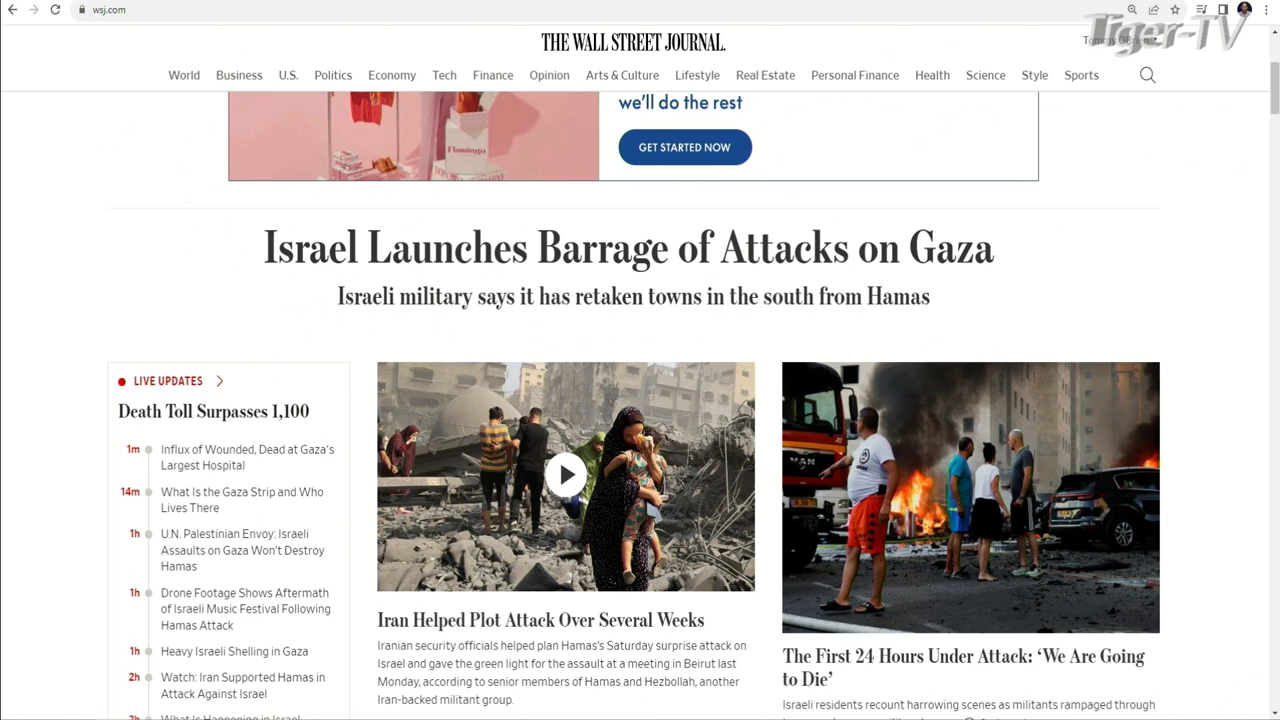 wsj.com
Tiger-TV
THE WALL STREET JOURNAL.
World Business U.S. Politics Economy Tech Finance Opinion Arts & Culture Lifestyle Real Estate Personal Finance Health Science Style Sports
we'll do the rest
GET STARTED NOW
Flamingo
Israel Launches Barrage of Attacks on Gaza
Israeli military says it has retaken towns in the south from Hamas
LIVE UPDATES
Death Toll Surpasses 1,100
1m Influx of Wounded, Dead at Gaza's
Largest Hospital
14m What Is the Gaza Strip and Who
Lives There
1h U.N. Palestinian Envoy: Israeli
Assaults on Gaza Won't Destroy
Hamas
1h Drone Footage Shows Aftermath
of Israeli Music Festival Following
Hamas Attack
1h Heavy Israeli Shelling in Gaza
2h Watch: Iran Supported Hamas in
Attack Against Israel
2h What Is Happening in Israel
Iran Helped Plot Attack Over Several Weeks
Iranian security officials helped plan Hamas's Saturday surprise attack on
Israel and gave the green light for the assault at a meeting in Beirut last
Monday, according to senior members of Hamas and Hezbollah, another
Iran-backed militant group.
MAN
The First 24 Hours Under Attack: 'We Are Going
to Die'
Israeli residents recount harrowing scenes as militants rampaged through